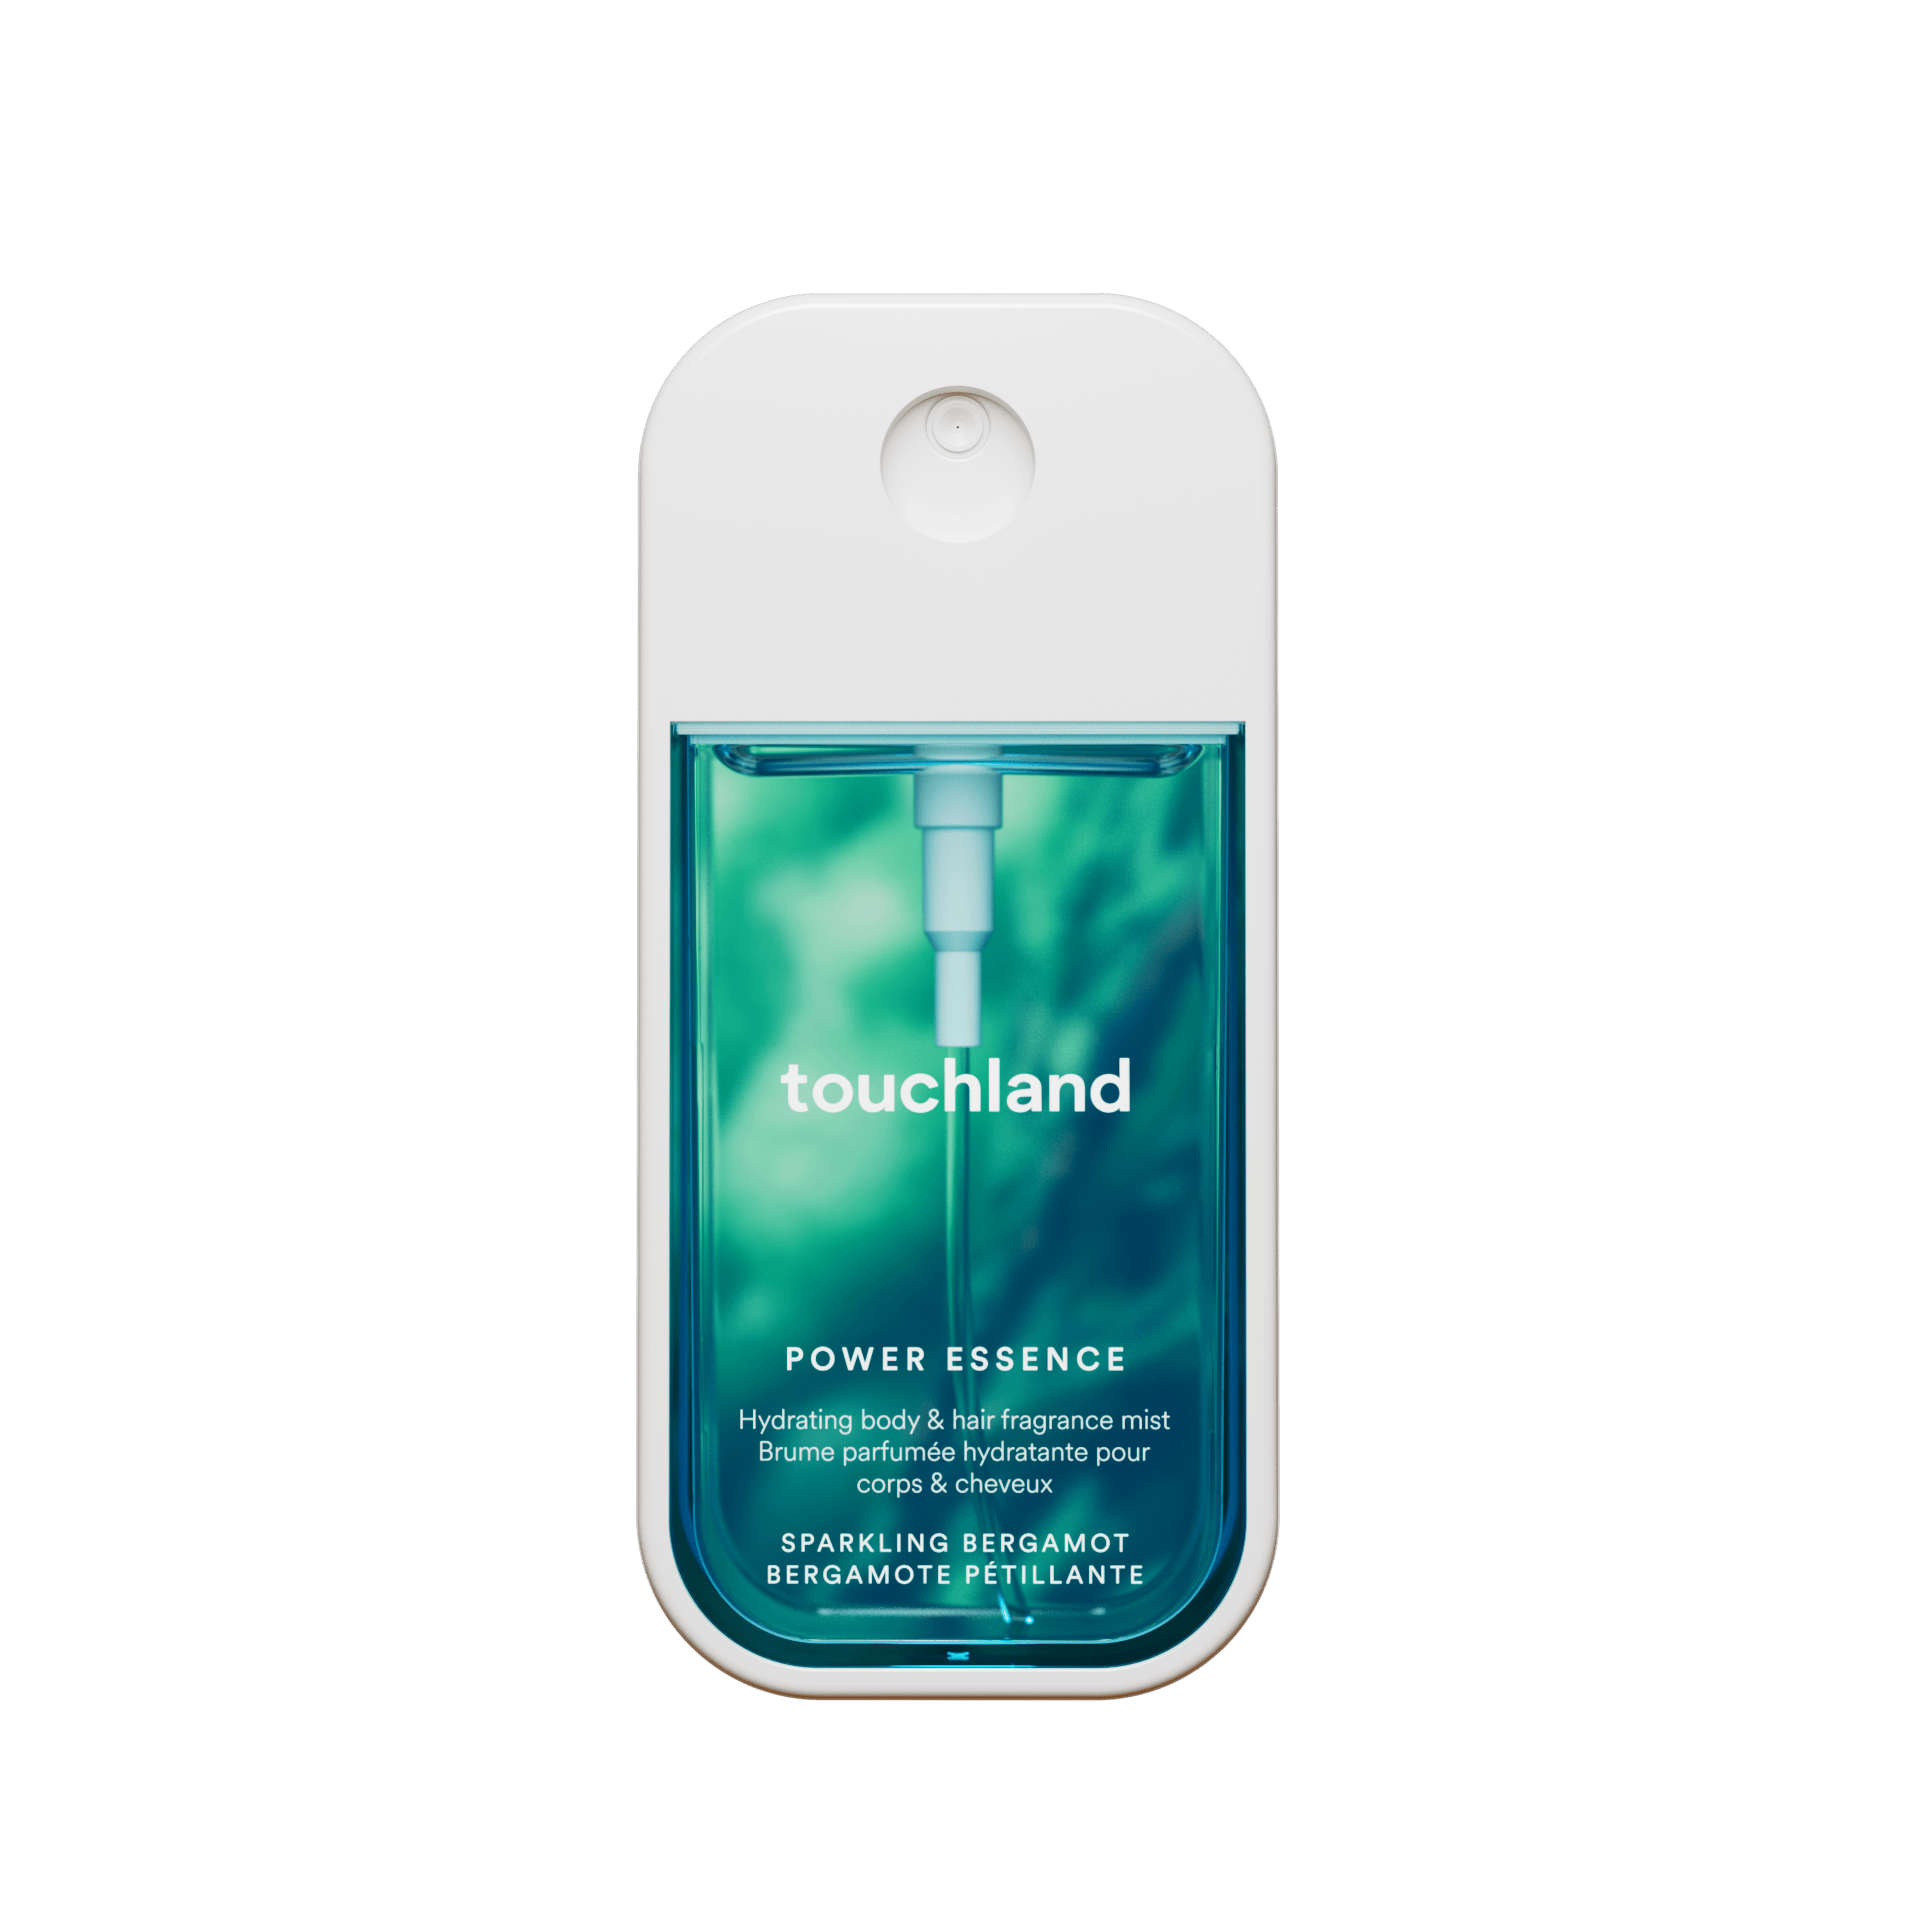 touchland
POWER ESSENCE
Hydrating body & hair fragrance mist
Brume parfumée hydratante pour
corps & cheveux
SPARKLING BERGAMOT
BERGAMOTE PÉTILLANTE